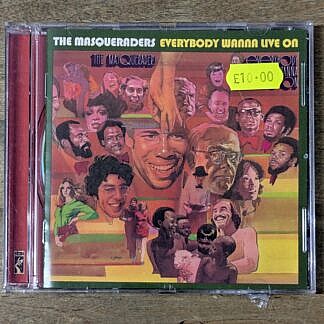 THE MASQUERADERS EVERYBODY WANNA LIVE ON
THE MASQUERADERS
£10.00